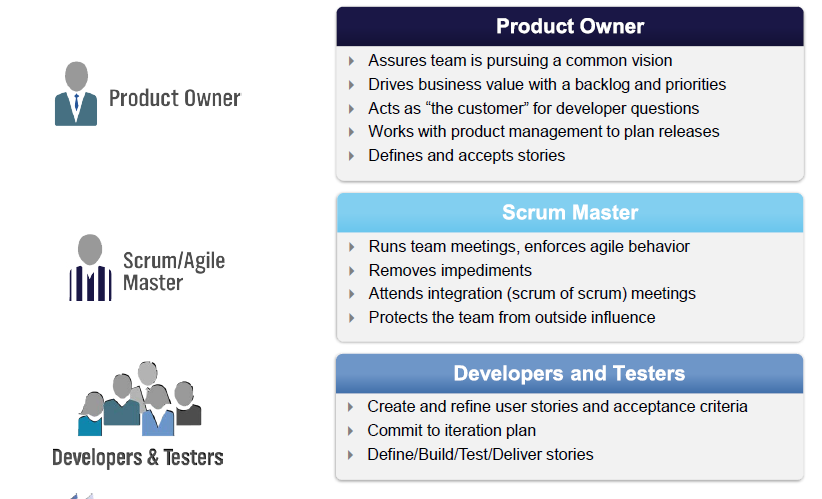 Product Owner
Product Owner
Assures team is pursuing a common vision
Drives business value with a backlog and priorities
Acts as “the customer” for developer questions
Works with product management to plan releases
Defines and accepts stories
Scrum/Agile
Master
Scrum Master
Runs team meetings, enforces agile behavior
Removes impediments
Attends integration (scrum of scrum) meetings
Protects the team from outside influence
Developers & Testers
Developers and Testers
Create and refine user stories and acceptance criteria
Commit to iteration plan
Define/Build/Test/Deliver stories